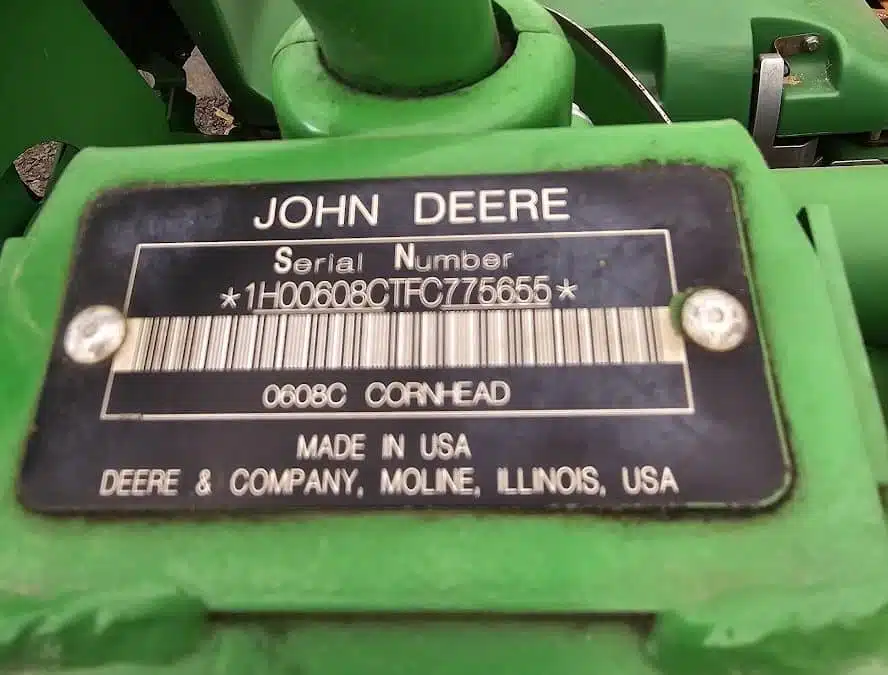 JOHN DEERE
Serial Number
*1H00608CTFC775655*
0608C CORNHEAD
MADE IN USA
DEERE & COMPANY, MOLINE, ILLINOIS, USA